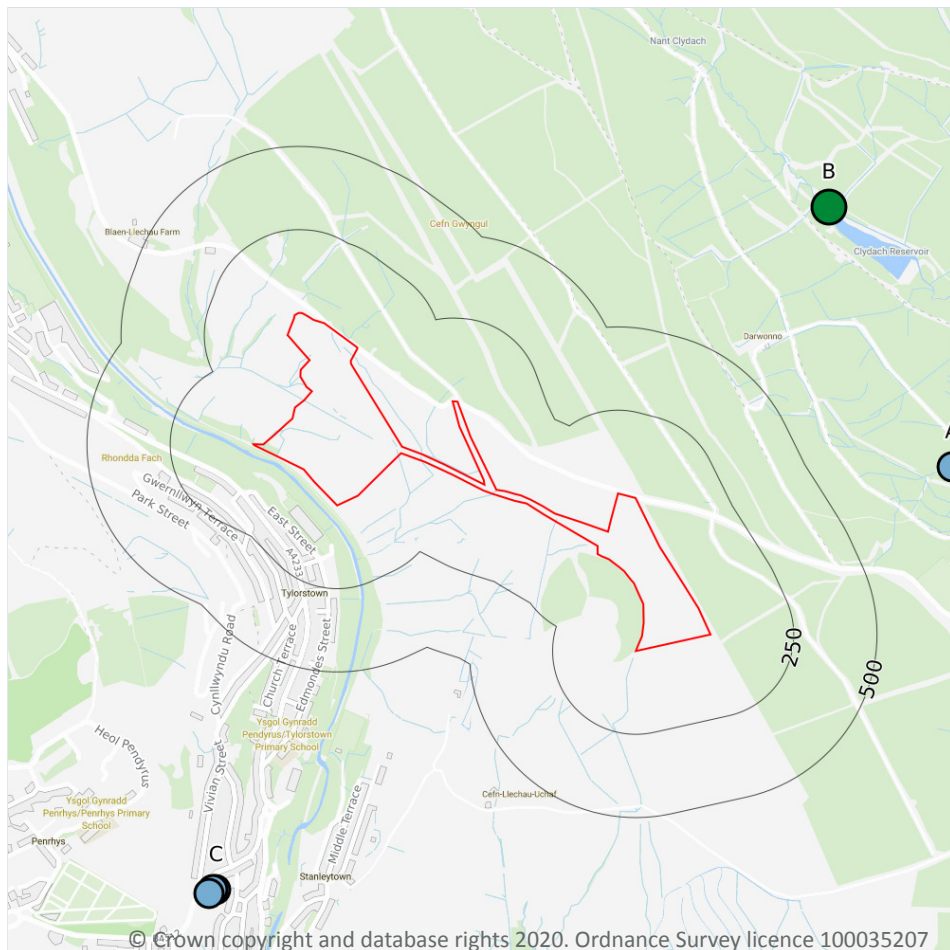 Nant Clydach
B
Cefn Gwyngul
Blaen-Llechau Farm
Clydach Reservoir
Darwonno
A
Rhondda Fach
Gwernllwyn Terrace
Park Street
East Street
A4233
Tylorstown
250
500
Cynllwyndu Road
Church Terrace
Edmondes Street
Ysgol Gynradd
Pendyrus/Tylorstown
Primary School
Heol Pendyrus
Vivian Street
Middle Terrace
Cefn-Llechau-Uchaf
Ysgol Gynradd
Penrhys/Penrhys Primary
School
Penrhys
C
Stanleytown
© Crown copyright and database rights 2020. Ordnance Survey licence 100035207